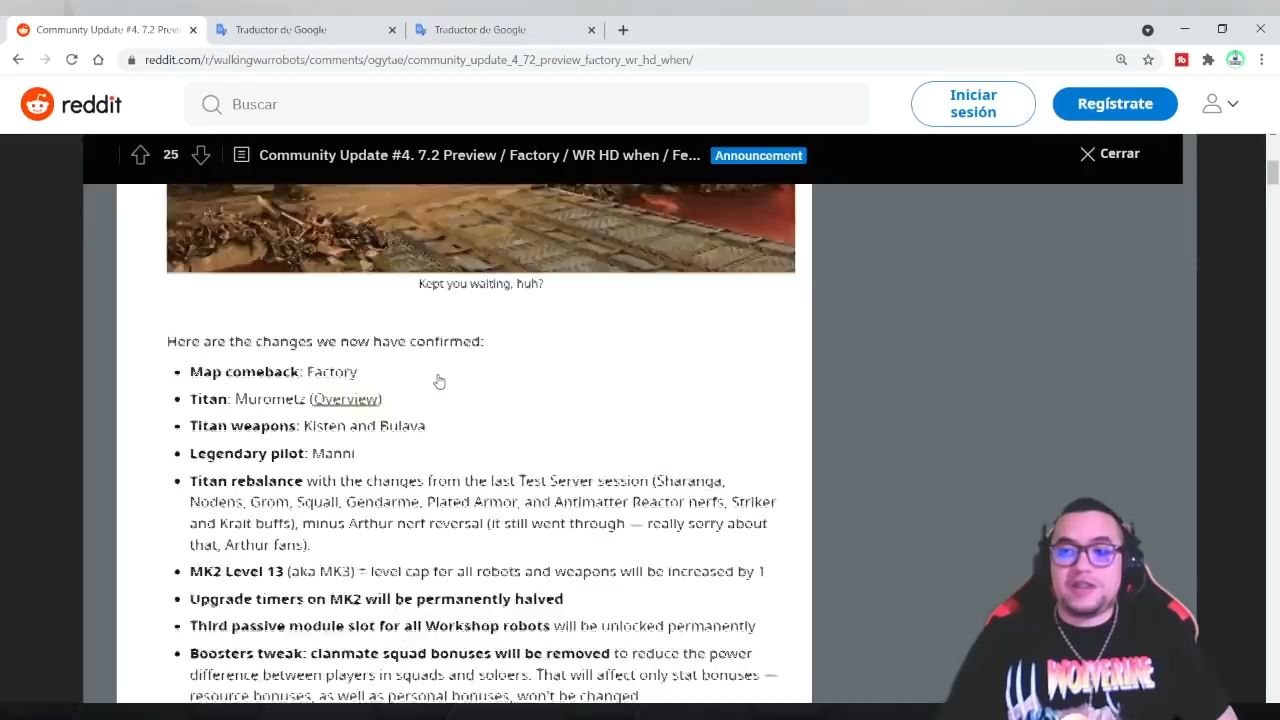 Community Update #4. 7.2 Previ
Traductor de Google
Traductor de Google
reddit.com/r/walkingwarrobots/comments/ogytae/community_update_4_72_preview_factory_wr_hd_when/
reddit
Buscar
Iniciar sesión
Regístrate
25
Community Update #4. 7.2 Preview / Factory / WR HD when / Fe...
Announcement
Cerrar
Kept you waiting, huh?
Here are the changes we now have confirmed:
• Map comeback: Factory
• Titan: Murometz (Overview)
• Titan weapons: Kisten and Bulava
• Legendary pilot: Manni
• Titan rebalance with the changes from the last Test Server session (Sharanga,
Nodens, Grom, Squall, Gendarme, Plated Armor, and Antimatter Reactor nerfs, Striker
and Krait buffs), minus Arthur nerf reversal (it still went through — really sorry about
that, Arthur fans).
• MK2 Level 13 (aka MK3) – level cap for all robots and weapons will be increased by 1
• Upgrade timers on MK2 will be permanently halved
• Third passive module slot for all Workshop robots will be unlocked permanently
• Boosters tweak: clanmate squad bonuses will be removed to reduce the power
difference between players in squads and soloers. That will affect only stat bonuses —
resource bonuses, as well as personal bonuses, won't be changed
WOLVERINE